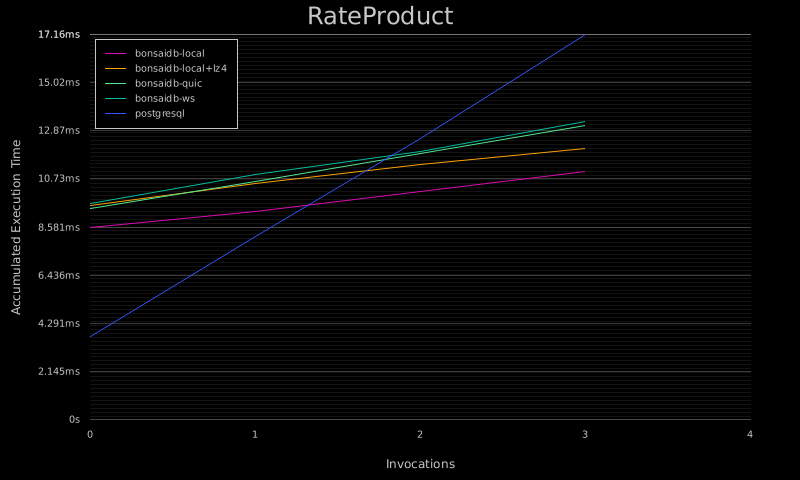 RateProduct
17.16ms
15.02ms
12.87ms
10.73ms
8.581ms
6.436ms
4.291ms
2.145ms
0s
bonsaidb-local
bonsaidb-local+lz4
bonsaidb-quic
bonsaidb-ws
postgresql
Accumulated Execution Time
0 1 2 3 4
Invocations